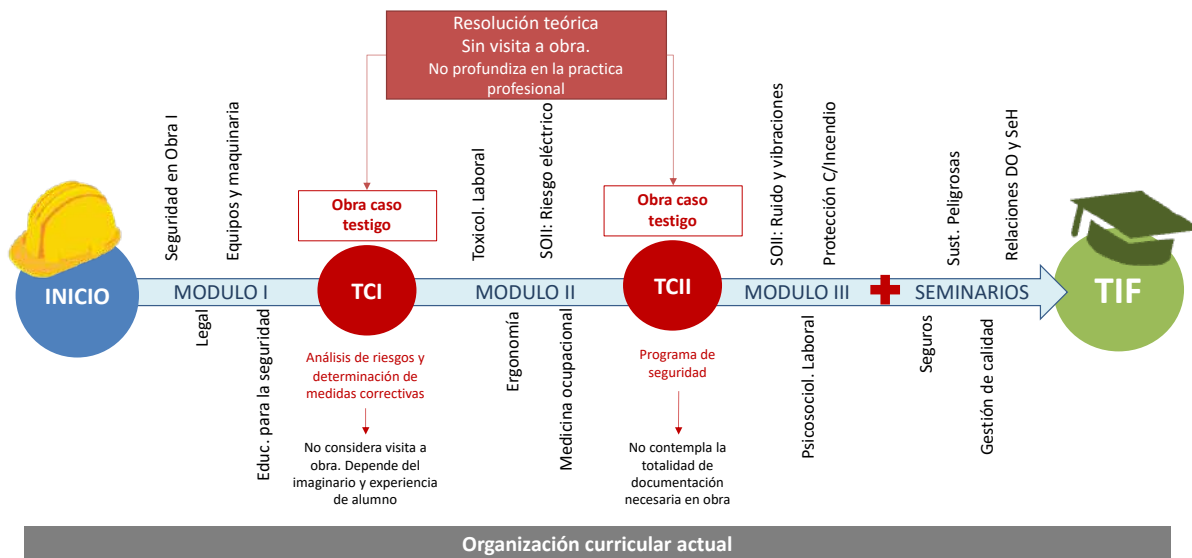 Resolución teórica
Sin visita a obra.
No profundiza en la practica
profesional
Seguridad en Obra I
Equipos y maquinaria
Obra caso
testigo
Toxicol. Laboral
SOII: Riesgo eléctrico
Obra caso
testigo
SOII: Ruido y vibraciones
Protección C/Incendio
Sust. Peligrosas
Relaciones DO y SeH
INICIO
MODULO I
TCI
MODULO II
TCII
MODULO III
SEMINARIOS
TIF
Legal
Educ. para la seguridad
Análisis de riesgos y
determinación de
medidas correctivas
No considera visita a
obra. Depende del
imaginario y experiencia
de alumno
Ergonomía
Medicina ocupacional
Programa de
seguridad
No contempla la
totalidad de
documentación
necesaria en obra
Psicosociol. Laboral
Seguros
Gestión de calidad
Organización curricular actual